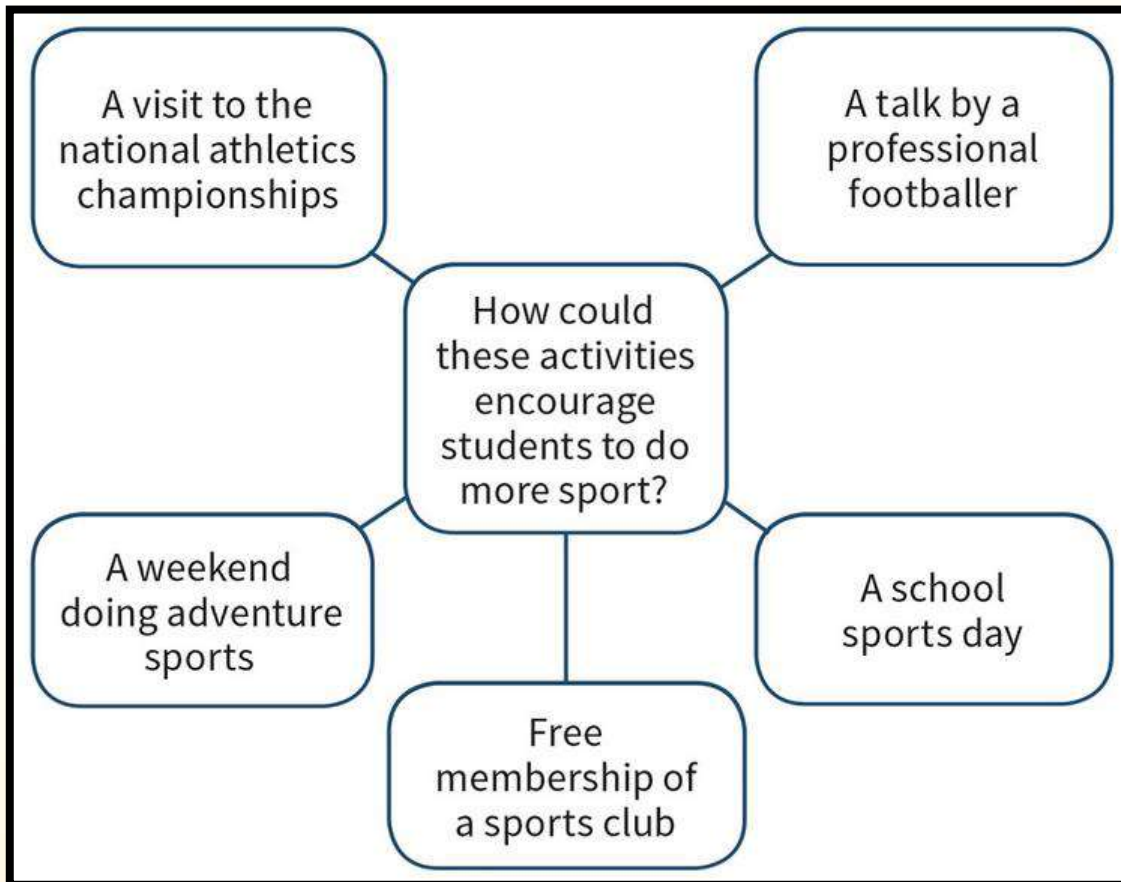 A visit to the
national athletics
championships
A talk by a
professional
footballer
How could
these activities
encourage
students to do
more sport?
A weekend
doing adventure
sports
A school
sports day
Free
membership of
a sports club